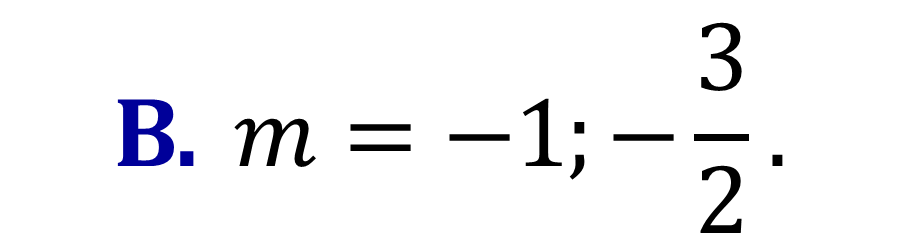 B. m = −1; −3/2.